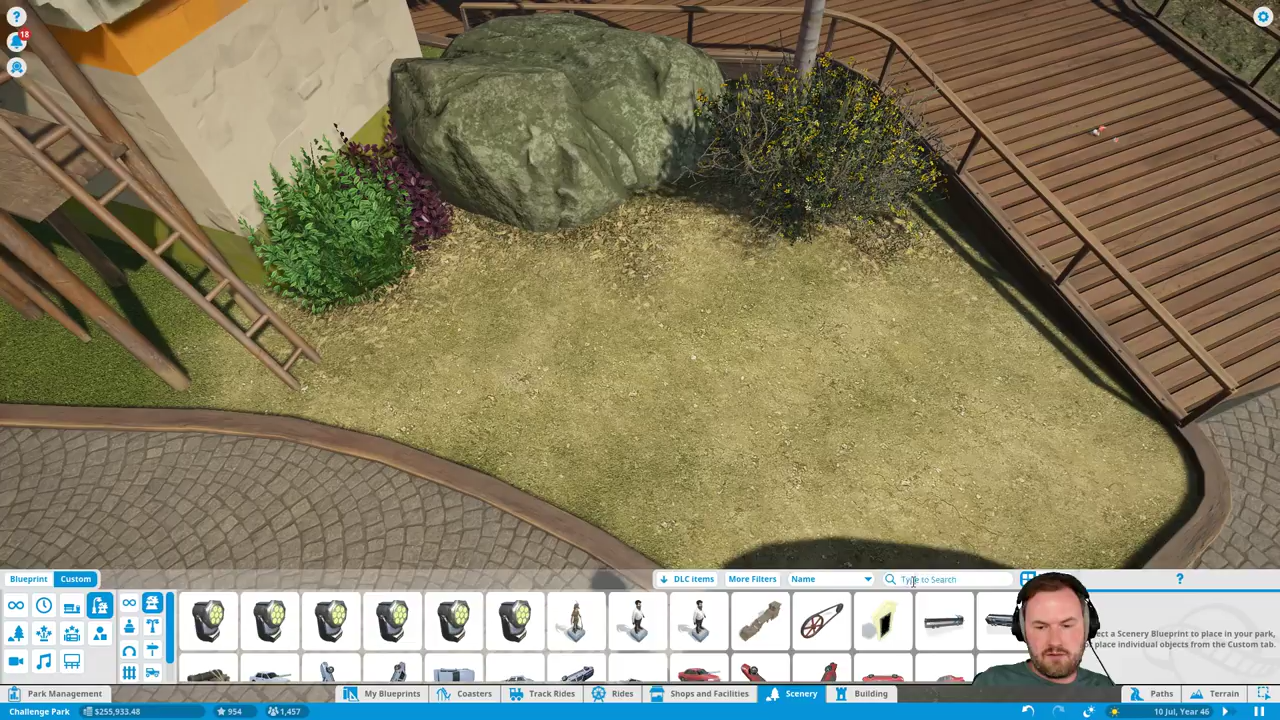 18
Blueprint
Custom
DLC items
More Filters
Name
Type to Search
?
ect a Scenery Blueprint to place in your park,
place individual objects from the Custom tab.
Park Management
My Blueprints
Coasters
Track Rides
Rides
Shops and Facilities
Scenery
Building
Paths
Terrain
Challenge Park
$255,933.48
954
1,457
10 Jul, Year 46